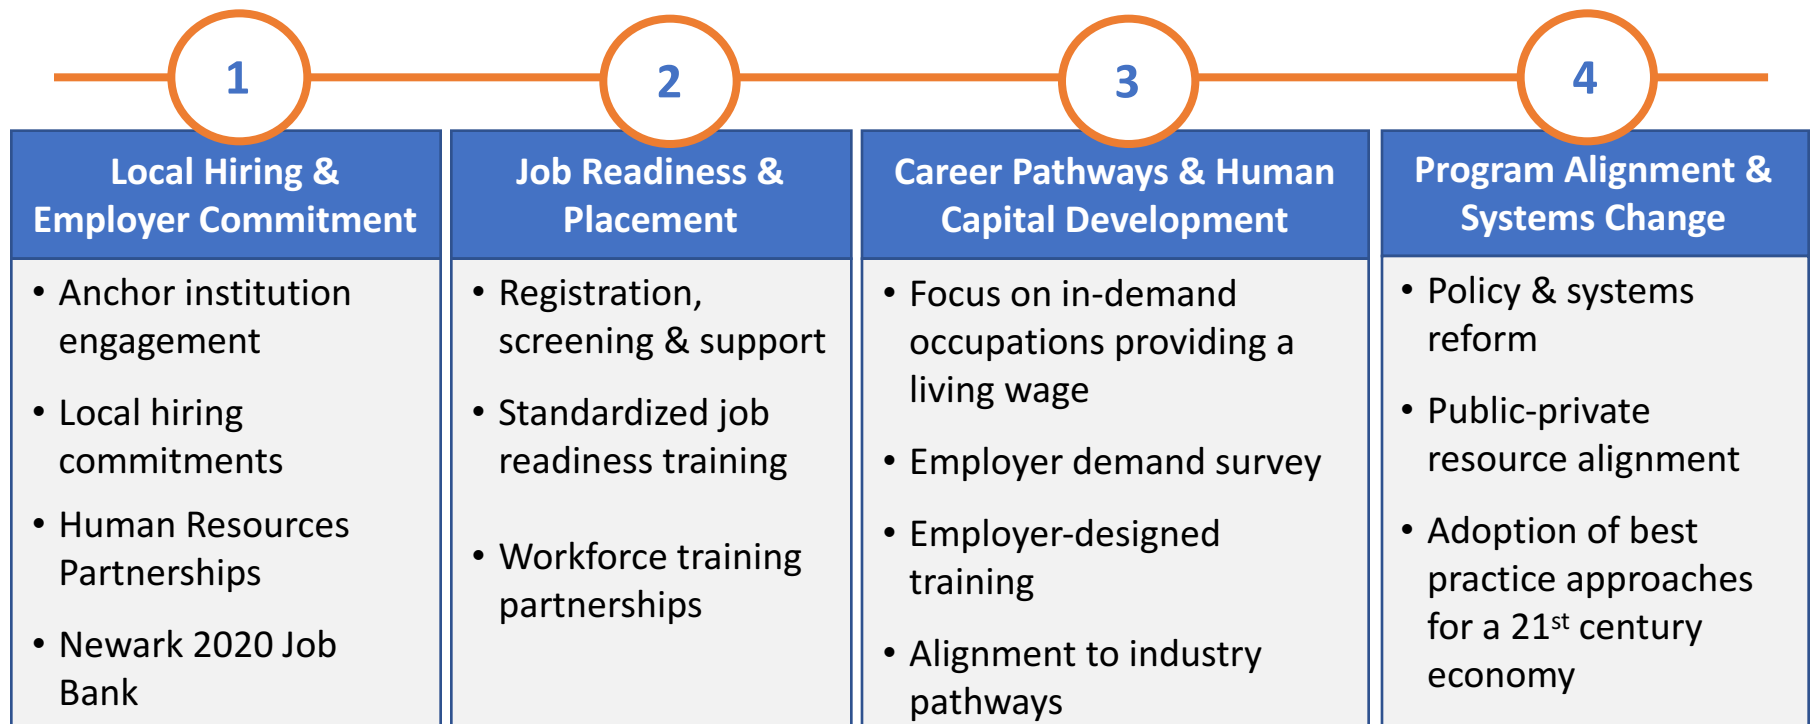 1
Local Hiring &
Employer Commitment
• Anchor institution
engagement
• Local hiring
commitments
• Human Resources
Partnerships
• Newark 2020 Job
Bank
2
Job Readiness &
Placement
• Registration,
screening & support
• Standardized job
readiness training
• Workforce training
partnerships
3
Career Pathways & Human
Capital Development
• Focus on in-demand
occupations providing a
living wage
• Employer demand survey
• Employer-designed
training
• Alignment to industry
pathways
4
Program Alignment &
Systems Change
• Policy & systems
reform
• Public-private
resource alignment
• Adoption of best
practice approaches
for a 21st century
economy